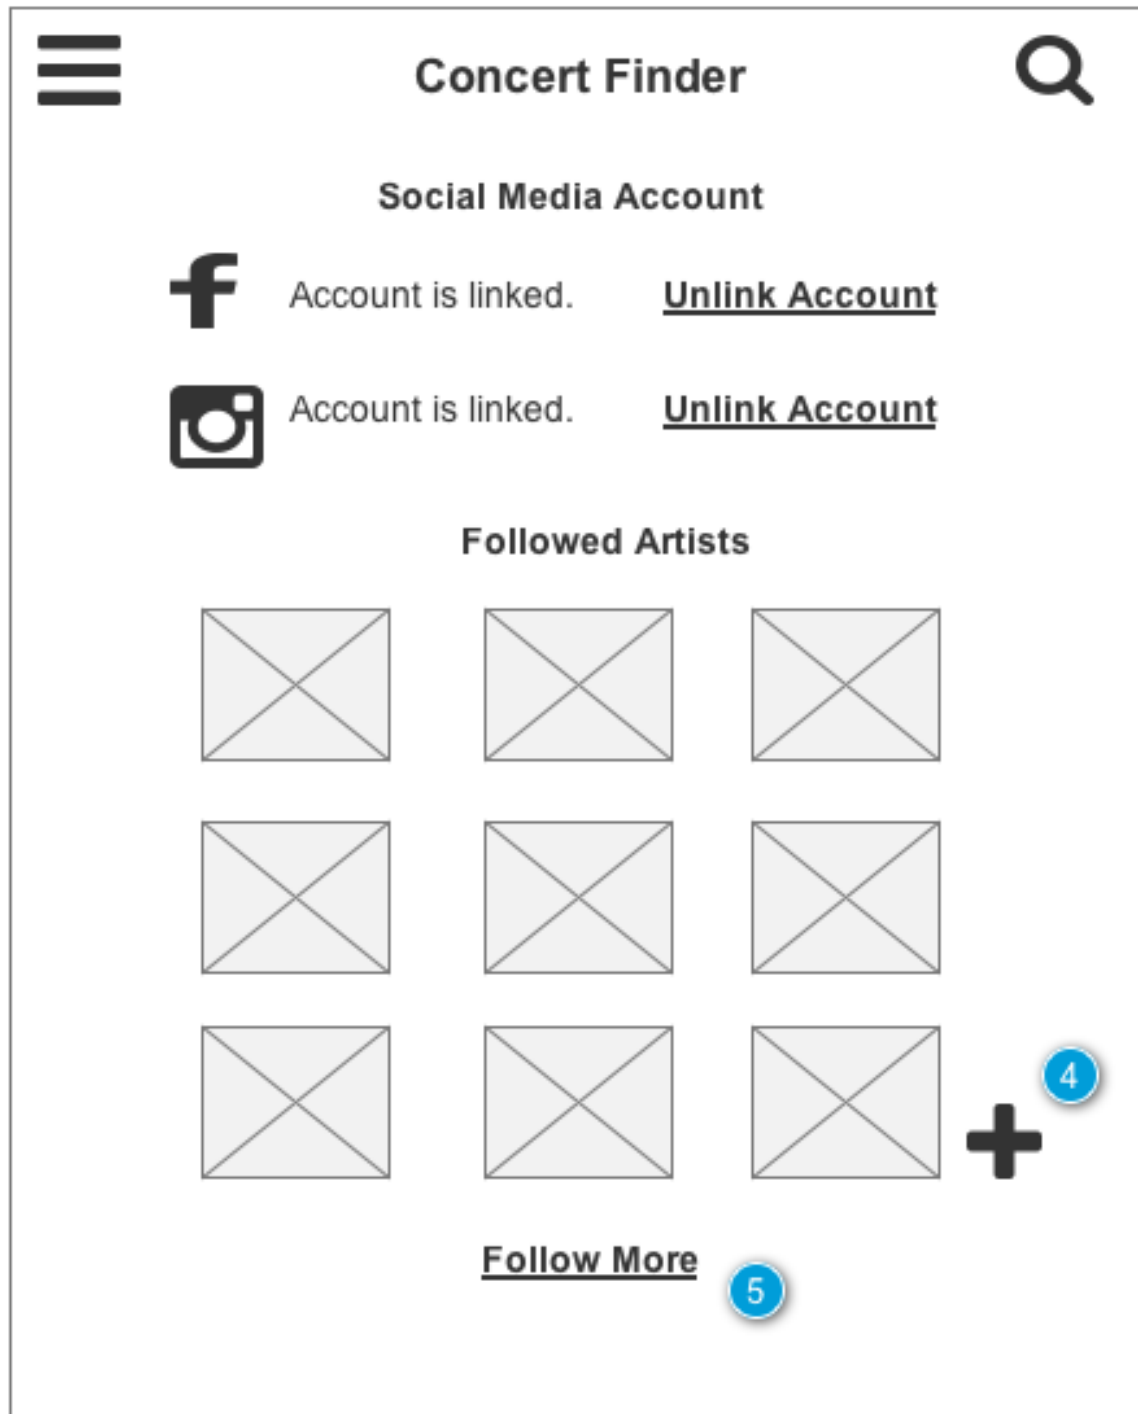 Concert Finder
Social Media Account
Account is linked. Unlink Account
Account is linked. Unlink Account
Followed Artists
4
Follow More
5